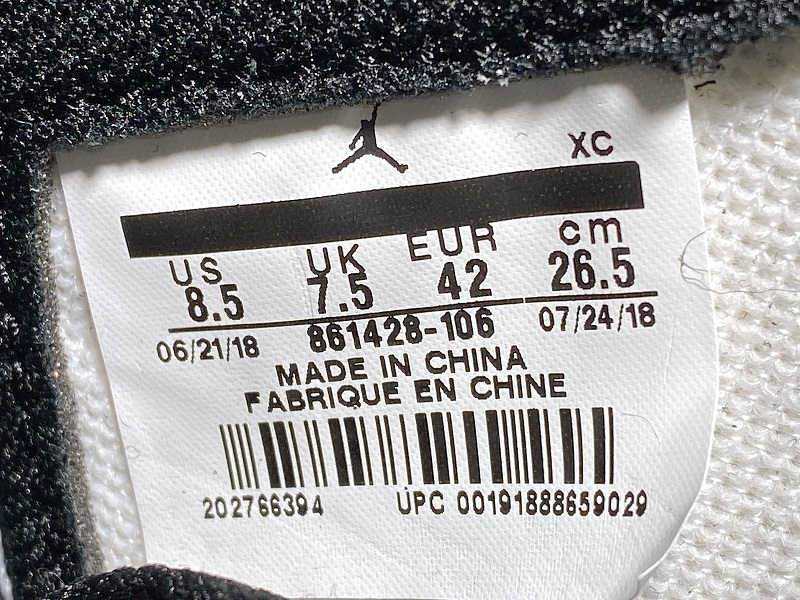 XC
US UK EUR cm
8.5 7.5 42 26.5
06/21/18 861428-106 07/24/18
MADE IN CHINA
FABRIQUE EN CHINE
202766394 UPC 00191888659029